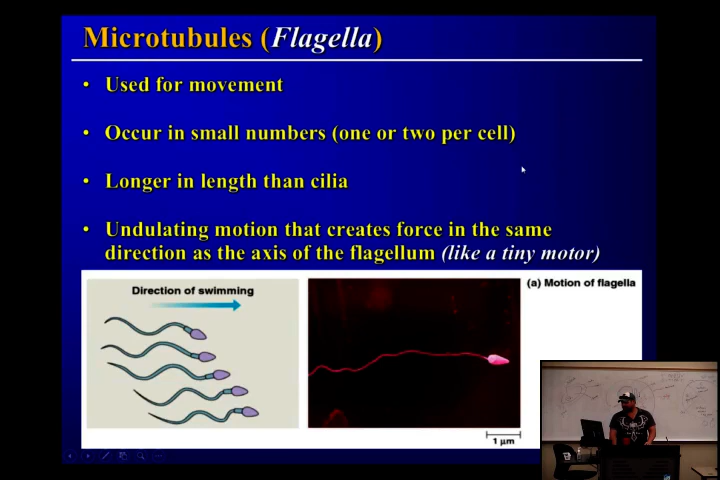 Microtubules (Flagella)
• Used for movement
• Occur in small numbers (one or two per cell)
• Longer in length than cilia
• Undulating motion that creates force in the same
direction as the axis of the flagellum (like a tiny motor)
Direction of swimming
(a) Motion of flagella
1 µm